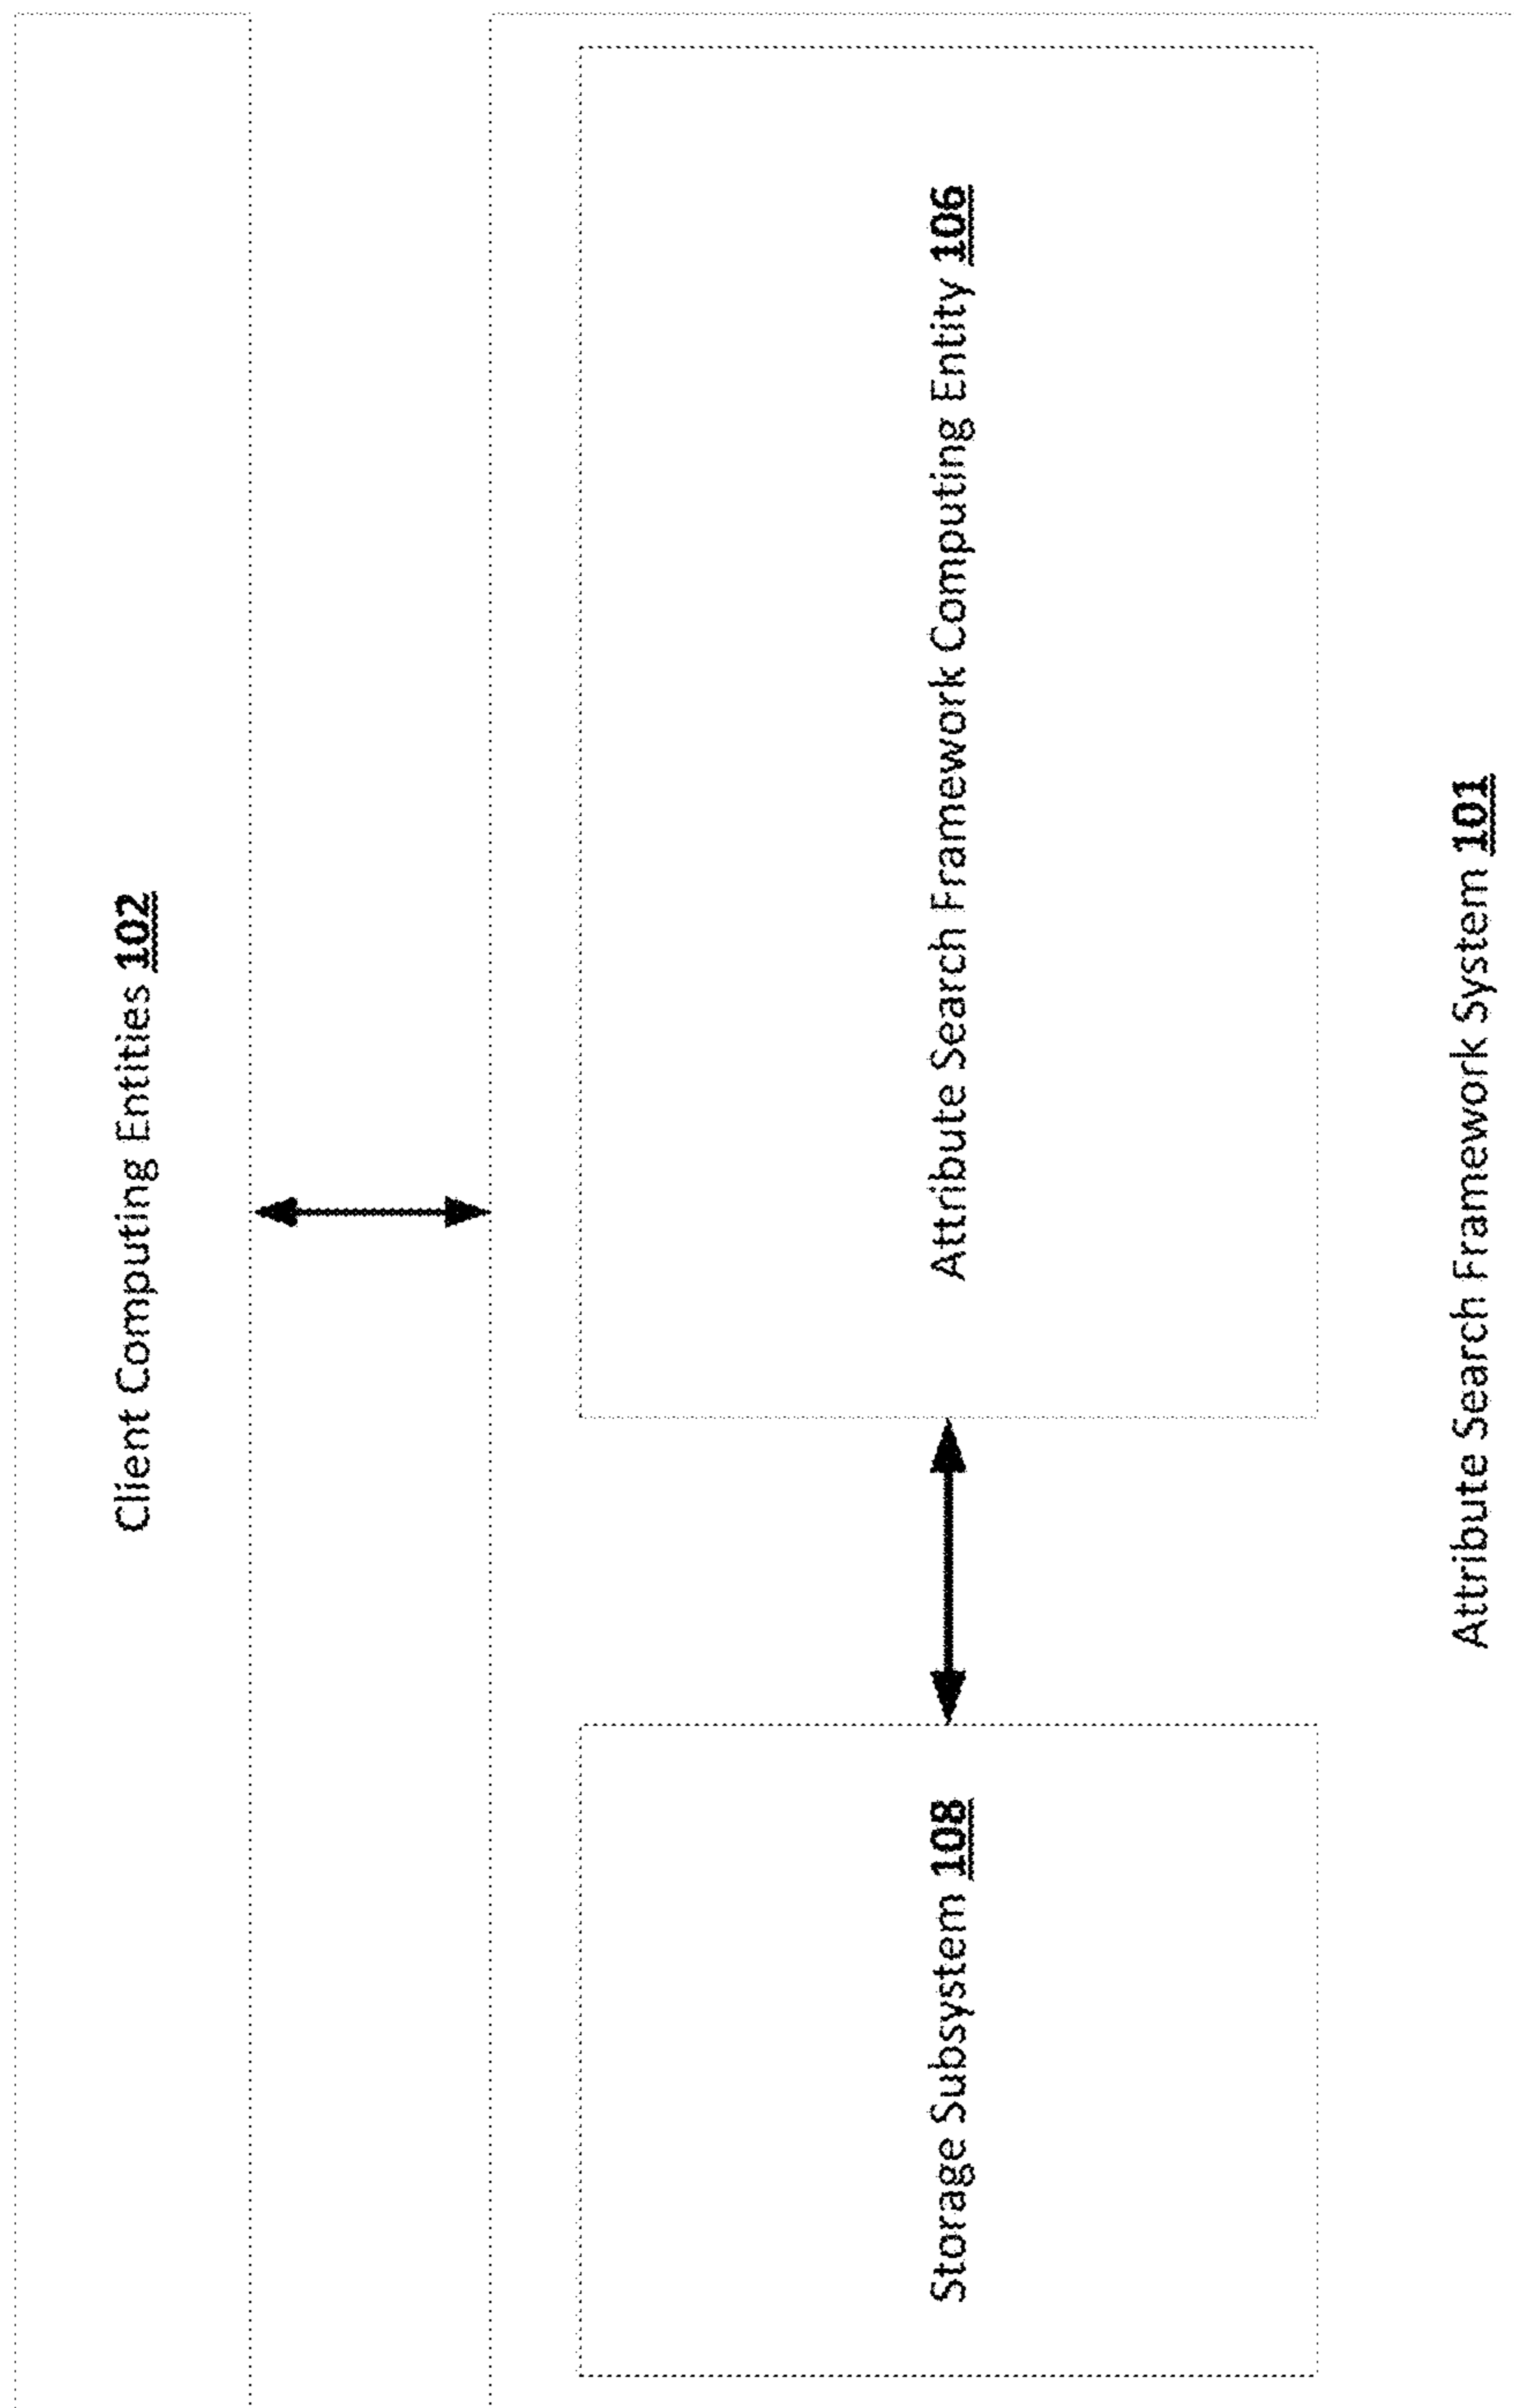 Client Computing Entities 102
Storage Subsystem 108
Attribute Search Framework Computing Entity 106
Attribute Search Framework System 101